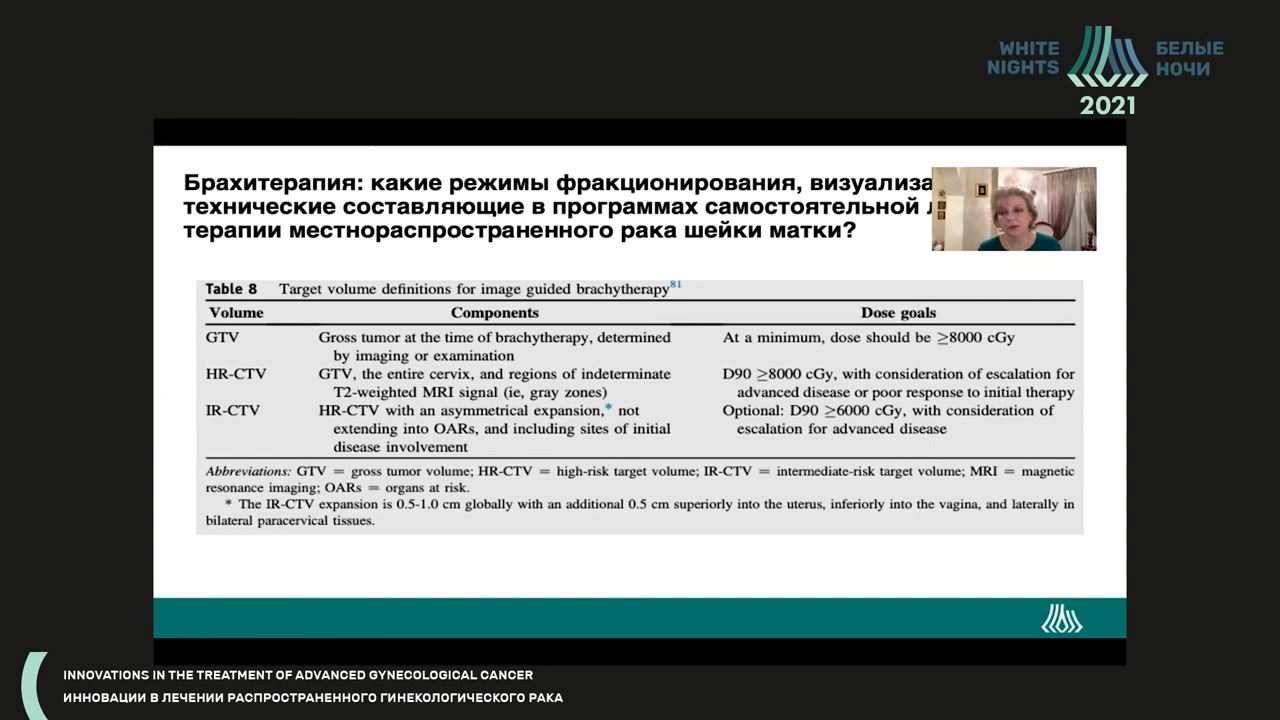 WHITE NIGHTS
БЕЛЫЕ НОЧИ
2021
Брахитерапия: какие режимы фракционирования,
технические составляющие в программах самостоятельной
терапии местнораспространенного рака шейки матки?
Table 8 Target volume definitions for image guided brachytherapy81
Volume Components Dose goals
GTV Gross tumor at the time of brachytherapy, determined At a minimum, dose should be ≥8000 cGy
by imaging or examination
HR-CTV GTV, the entire cervix, and regions of indeterminate D90 ≥8000 cGy, with consideration of escalation for
T2-weighted MRI signal (ie, gray zones) advanced disease or poor response to initial therapy
IR-CTV HR-CTV with an asymmetrical expansion,* not Optional: D90 ≥6000 cGy, with consideration of
extending into OARs, and including sites of initial escalation for advanced disease
disease involvement
Abbreviations: GTV = gross tumor volume; HR-CTV = high-risk target volume; IR-CTV = intermediate-risk target volume; MRI = magnetic
resonance imaging; OARs = organs at risk.
* The IR-CTV expansion is 0.5-1.0 cm globally with an additional 0.5 cm superiorly into the uterus, inferiorly into the vagina, and laterally in
bilateral paracervical tissues.
INNOVATIONS IN THE TREATMENT OF ADVANCED GYNECOLOGICAL CANCER
ИННОВАЦИИ В ЛЕЧЕНИИ РАСПРОСТРАНЕННОГО ГИНЕКОЛОГИЧЕСКОГО РАКА